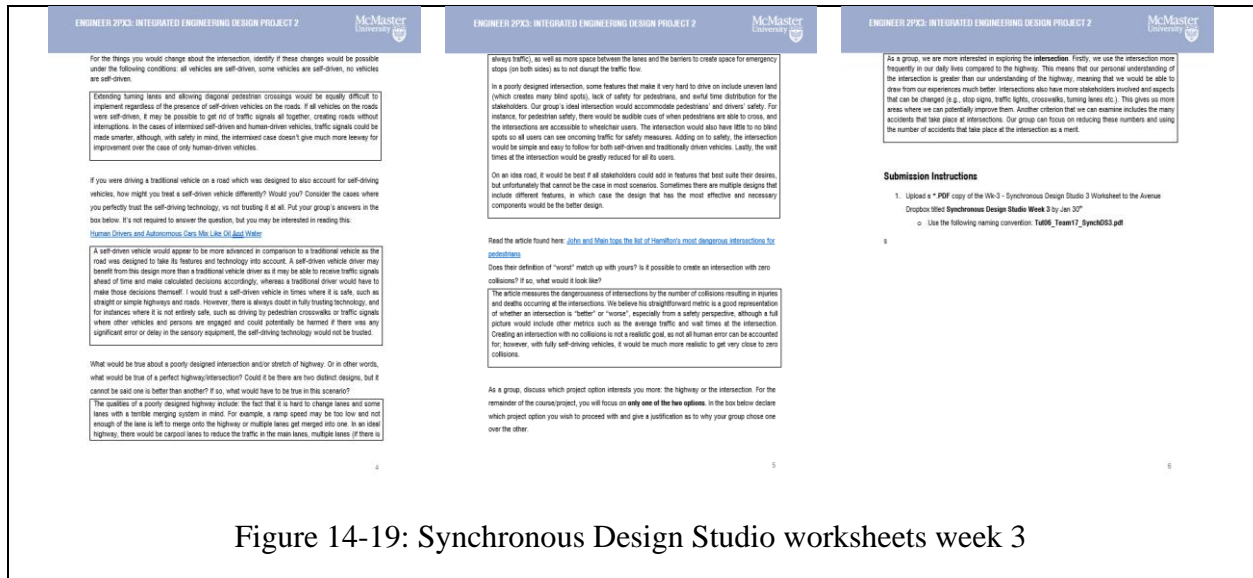 ENGINEER 2PX3: INTEGRATED ENGINEERING DESIGN PROJECT 2
McMaster
University
For the things you would change about the intersection, identify if these changes would be possible
under the following conditions: all vehicles are self-driven, some vehicles are self-driven, no vehicles
are self-driven.
Extending turning lanes and allowing diagonal pedestrian crossings would be equally difficult to
implement regardless of the presence of self-driven vehicles on the roads. If all vehicles on the roads
were self-driven, it may be possible to get rid of traffic signals all together, creating roads without
interruptions. In the cases of intermixed self-driven and human-driven vehicles, traffic signals could be
made smarter, although, with safety in mind, the intermixed case doesn't give much more leeway for
improvement over the case of only human-driven vehicles.
If you were driving a traditional vehicle on a road which was designed to also account for self-driving
vehicles, how might you treat a self-driven vehicle differently? Would you? Consider the cases where
you perfectly trust the self-driving technology, vs not trusting it at all. Put your group's answers in the
box below. It's not required to answer the question, but you may be interested in reading this:
Human Drivers and Autonomous Cars Mix Like Oil And Water
A self-driven vehicle would appear to be more advanced in comparison to a traditional vehicle as the
road was designed to take its features and technology into account. A self-driven vehicle driver may
benefit from this design more than a traditional vehicle driver as it may be able to receive traffic signals
ahead of time and make calculated decisions accordingly, whereas a traditional driver would have to
make those decisions themself. I would trust a self-driven vehicle in times where it is safe, such as
straight or simple highways and roads. However, there is always doubt in fully trusting technology, and
for instances where it is not entirely safe, such as driving by pedestrian crosswalks or traffic signals
where other vehicles and persons are engaged and could potentially be harmed if there was any
significant error or delay in the sensory equipment, the self-driving technology would not be trusted.
What would be true about a poorly designed intersection and/or stretch of highway. Or in other words,
what would be true of a perfect highway/intersection? Could it be there are two distinct designs, but it
cannot be said one is better than another? If so, what would have to be true in this scenario?
The qualities of a poorly designed highway include: the fact that it is hard to change lanes and some
lanes with a terrible merging system in mind. For example, a ramp speed may be too low and not
enough of the lane is left to merge onto the highway or multiple lanes get merged into one. In an ideal
highway, there would be carpool lanes to reduce the traffic in the main lanes, multiple lanes (if there is
4
ENGINEER 2PX3: INTEGRATED ENGINEERING DESIGN PROJECT 2
McMaster
University
always traffic), as well as more space between the lanes and the barriers to create space for emergency
stops (on both sides) as to not disrupt the traffic flow.
In a poorly designed intersection, some features that make it very hard to drive on include uneven land
(which creates many blind spots), lack of safety for pedestrians, and awful time distribution for the
stakeholders. Our group's ideal intersection would accommodate pedestrians' and drivers' safety. For
instance, for pedestrian safety, there would be audible cues of when pedestrians are able to cross, and
the intersections are accessible to wheelchair users. The intersection would also have little to no blind
spots so all users can see oncoming traffic for safety measures. Adding on to safety, the intersection
would be simple and easy to follow for both self-driven and traditionally driven vehicles. Lastly, the wait
times at the intersection would be greatly reduced for all its users.
On an idea road, it would be best if all stakeholders could add in features that best suite their desires,
but unfortunately that cannot be the case in most scenarios. Sometimes there are multiple designs that
include different features, in which case the design that has the most effective and necessary
components would be the better design.
Read the article found here: John and Main tops the list of Hamilton's most dangerous intersections for
pedestrians
Does their definition of "worst" match up with yours? Is it possible to create an intersection with zero
collisions? If so, what would it look like?
The article measures the dangerousness of intersections by the number of collisions resulting in injuries
and deaths occurring at the intersections. We believe his straightforward metric is a good representation
of whether an intersection is "better" or "worse", especially from a safety perspective, although a full
picture would include other metrics such as the average traffic and wait times at the intersection.
Creating an intersection with no collisions is not a realistic goal, as not all human error can be accounted
for; however, with fully self-driving vehicles, it would be much more realistic to get very close to zero
collisions.
As a group, discuss which project option interests you more: the highway or the intersection. For the
remainder of the course/project, you will focus on only one of the two options. In the box below declare
which project option you wish to proceed with and give a justification as to why your group chose one
over the other.
5
ENGINEER 2PX3: INTEGRATED ENGINEERING DESIGN PROJECT 2
McMaster
University
As a group, we are more interested in exploring the intersection. Firstly, we use the intersection more
frequently in our daily lives compared to the highway. This means that our personal understanding of
the intersection is greater than our understanding of the highway, meaning that we would be able to
draw from our experiences much better. Intersections also have more stakeholders involved and aspects
that can be changed (e.g., stop signs, traffic lights, crosswalks, turning lanes etc.). This gives us more
areas where we can potentially improve them. Another criterion that we can examine includes the many
accidents that take place at intersections. Our group can focus on reducing these numbers and using
the number of accidents that take place at the intersection as a merit.
Submission Instructions
1. Upload a *.PDF copy of the Wk-3 - Synchronous Design Studio 3 Worksheet to the Avenue
Dropbox titled Synchronous Design Studio Week 3 by Jan 30th
o Use the following naming convention: Tut06_Team17_SynchDS3.pdf
s
6
Figure 14-19: Synchronous Design Studio worksheets week 3